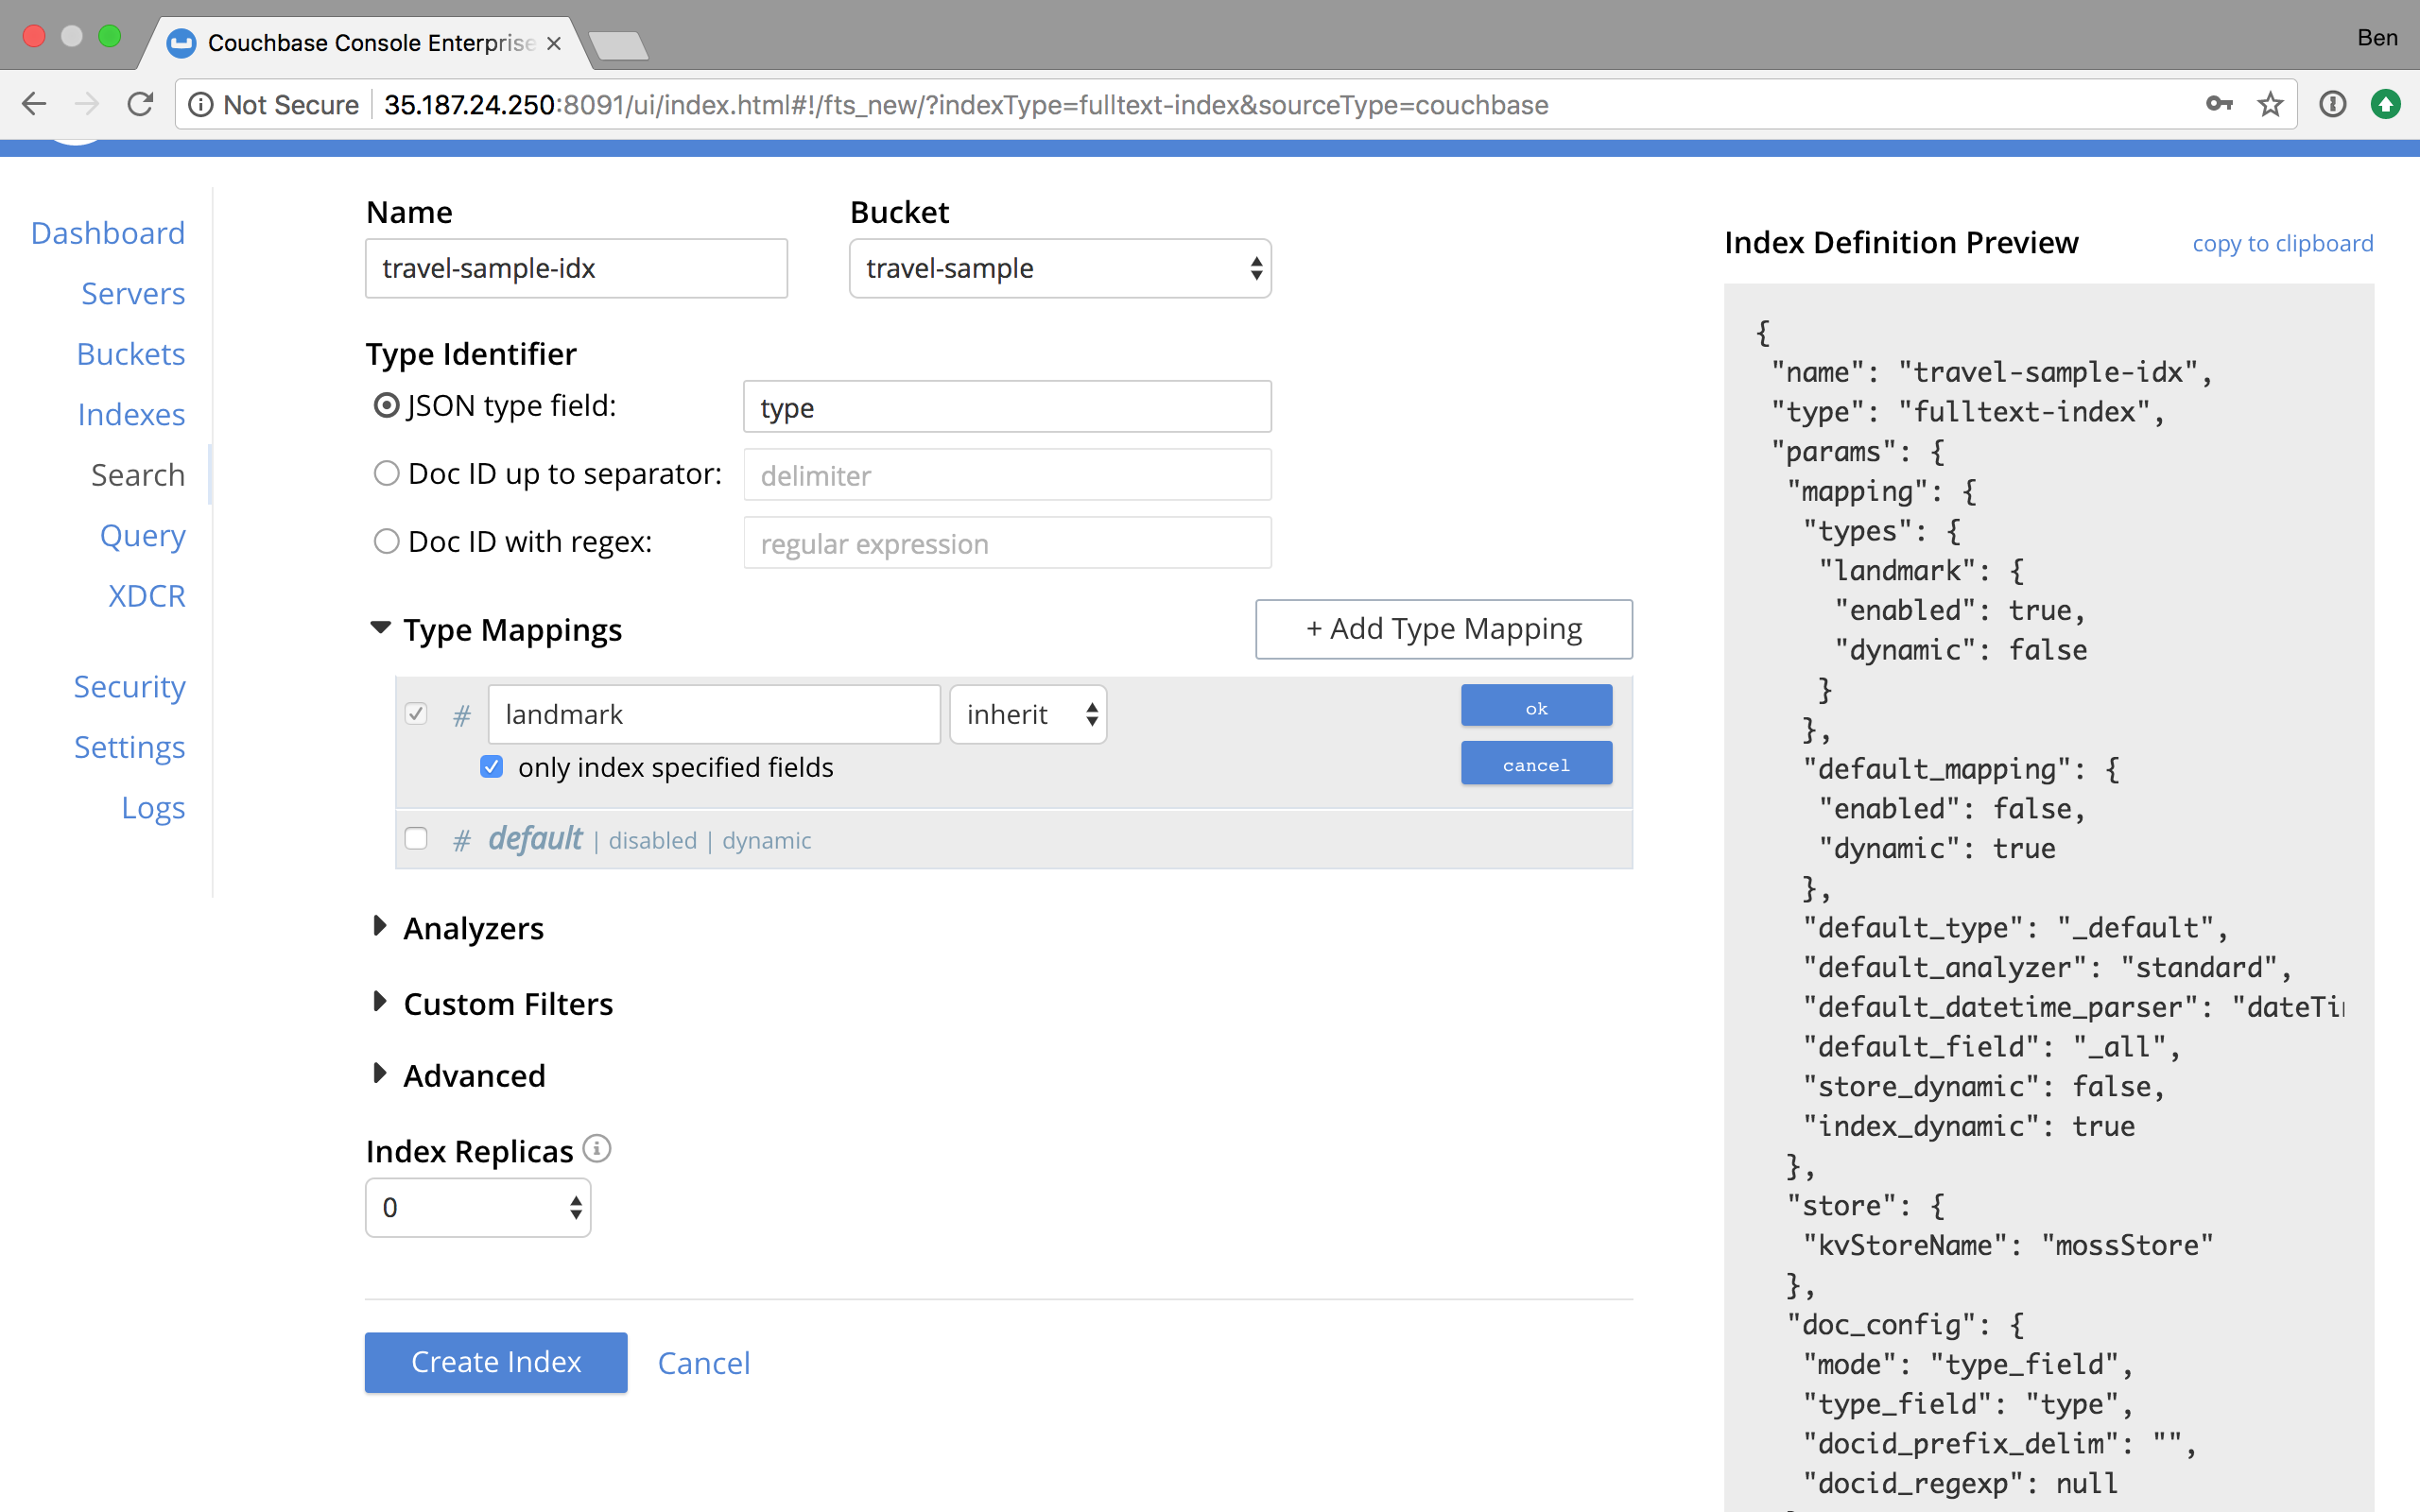 Couchbase Console Enterprise
Ben
Not Secure
35.187.24.250:8091/ui/index.html#!/fts_new/?indexType=fulltext-index&sourceType=couchbase
Dashboard
Servers
Buckets
Indexes
Search
Query
XDCR
Security
Settings
Logs
Name
Bucket
travel-sample-idx
travel-sample
Type Identifier
JSON type field:
type
Doc ID up to separator:
delimiter
Doc ID with regex:
regular expression
Type Mappings
+ Add Type Mapping
# landmark
inherit
ok
only index specified fields
cancel
# default | disabled | dynamic
Analyzers
Custom Filters
Advanced
Index Replicas
0
Create Index
Cancel
Index Definition Preview
copy to clipboard
{
"name": "travel-sample-idx",
"type": "fulltext-index",
"params": {
"mapping": {
"types": {
"landmark": {
"enabled": true,
"dynamic": false
}
},
"default_mapping": {
"enabled": false,
"dynamic": true
},
"default_type": "_default",
"default_analyzer": "standard",
"default_datetime_parser": "dateTi
"default_field": "_all",
"store_dynamic": false,
"index_dynamic": true
},
"store": {
"kvStoreName": "mossStore"
},
"doc_config": {
"mode": "type_field",
"type_field": "type",
"docid_prefix_delim": "",
"docid_regexp": null